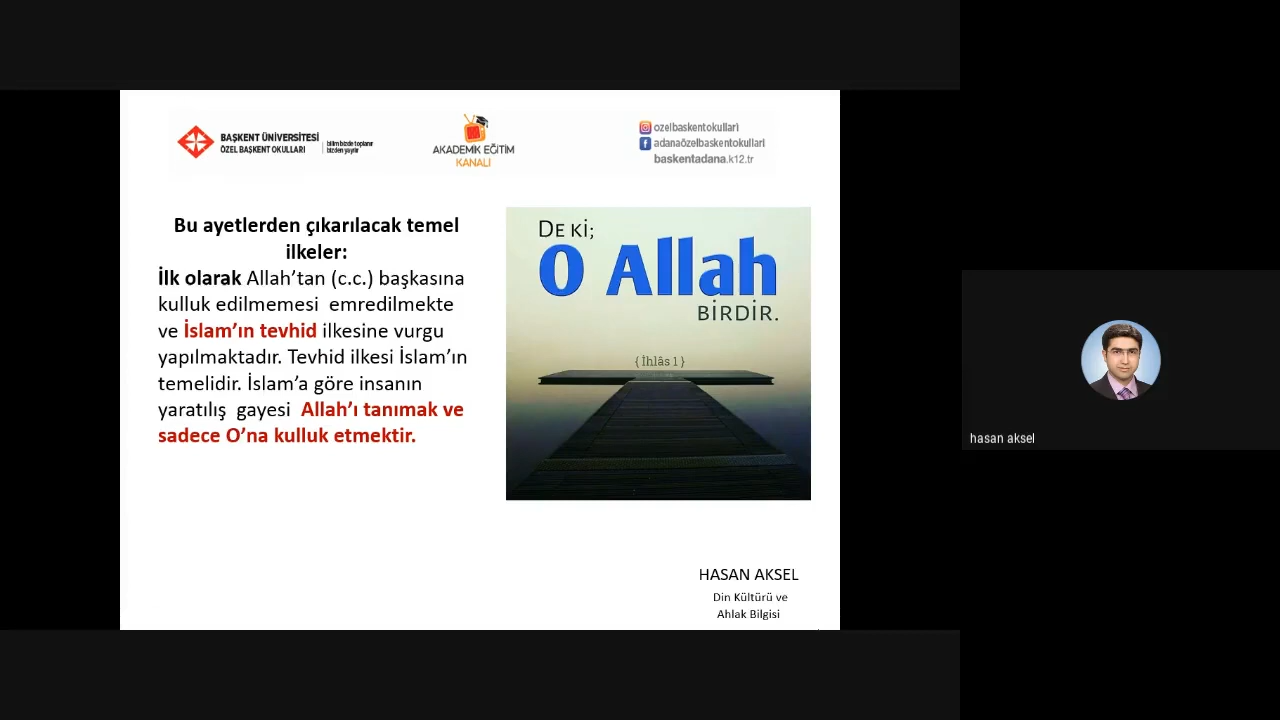 BAŞKENT ÜNİVERSİTESİ
ÖZEL BAŞKENT OKULLARI
bilim bizde toplanır
bizden yayılır
AKADEMİK EĞİTİM
KANALI
ozelbaskentokullari
adanaözelbaskentokullari
baskentadana.k12.tr
Bu ayetlerden çıkarılacak temel
ilkeler:
İlk olarak Allah’tan (c.c.) başkasına
kulluk edilmemesi emredilmekte
ve İslam’ın tevhid ilkesine vurgu
yapılmaktadır. Tevhid ilkesi İslam’ın
temelidir. İslam’a göre insanın
yaratılış gayesi Allah’ı tanımak ve
sadece O’na kulluk etmektir.
DE Kİ;
O Allah
BİRDİR.
{ İhlâs 1 }
HASAN AKSEL
Din Kültürü ve
Ahlak Bilgisi
hasan aksel